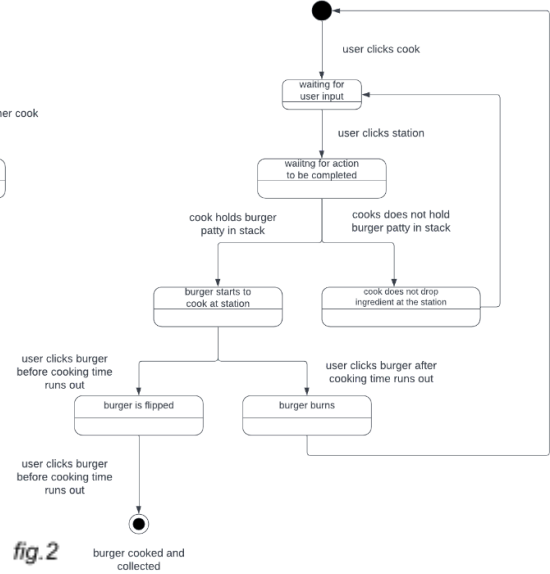 user clicks cook
waiting for
user input
her cook
user clicks station
waiitng for action
to be completed
cook holds burger
patty in stack
cooks does not hold
burger patty in stack
burger starts to
cook at station
cook does not drop
ingredient at the station
user clicks burger
before cooking time
runs out
user clicks burger after
cooking time runs out
burger is flipped
burger burns
user clicks burger
before cooking time
runs out
fig.2
burger cooked and
collected